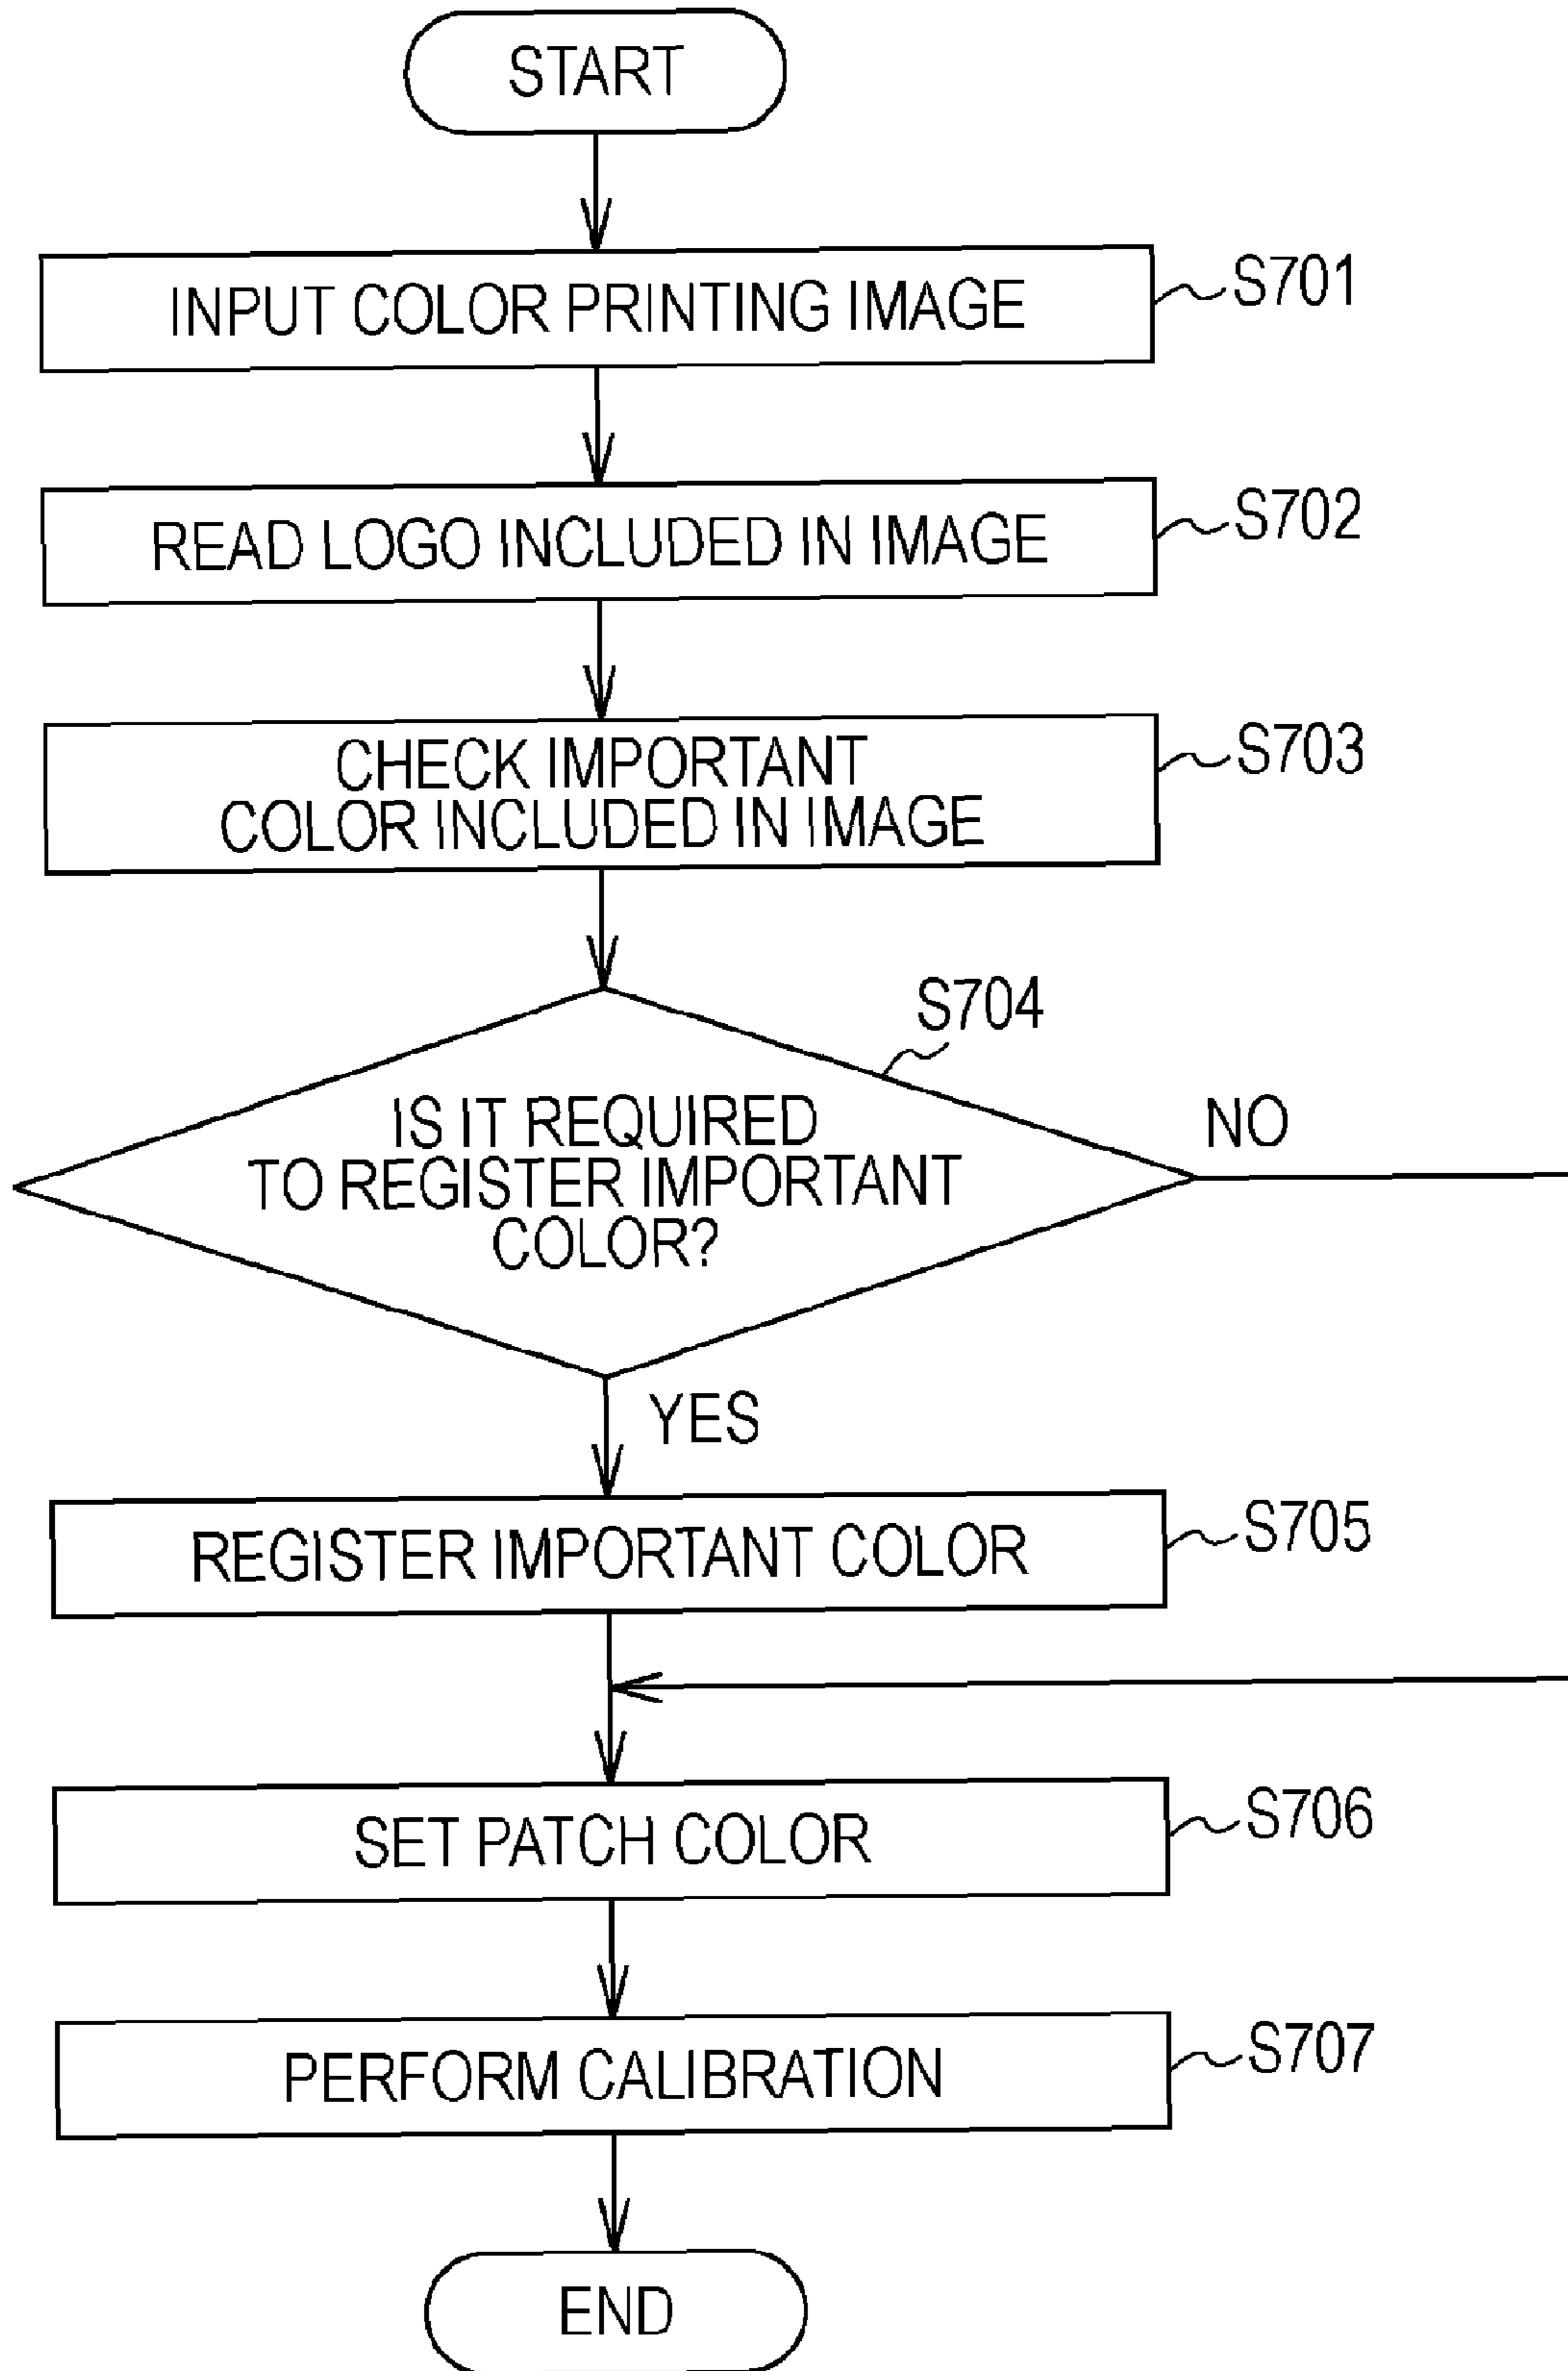 START
INPUT COLOR PRINTING IMAGE
S701
READ LOGO INCLUDED IN IMAGE
S702
CHECK IMPORTANT
COLOR INCLUDED IN IMAGE
S703
S704
IS IT REQUIRED
TO REGISTER IMPORTANT
COLOR?
NO
YES
REGISTER IMPORTANT COLOR
S705
SET PATCH COLOR
S706
PERFORM CALIBRATION
S707
END